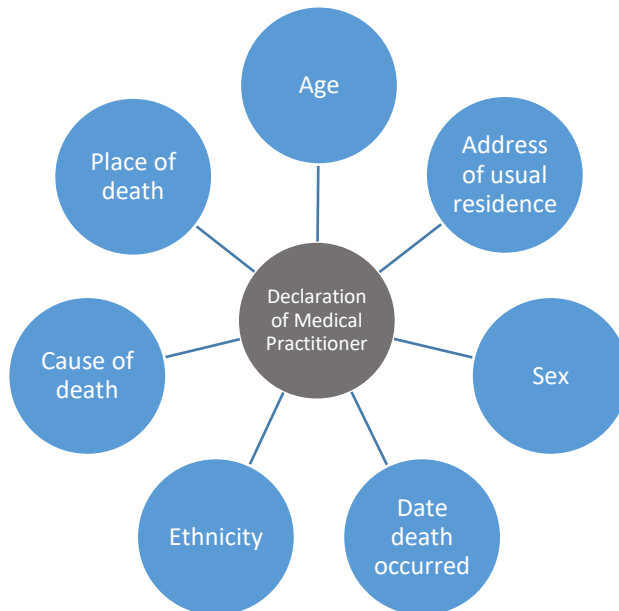 Age
Address
of usual
residence
Sex
Date
death
occurred
Ethnicity
Cause of
death
Place of
death
Declaration
of Medical
Practitioner